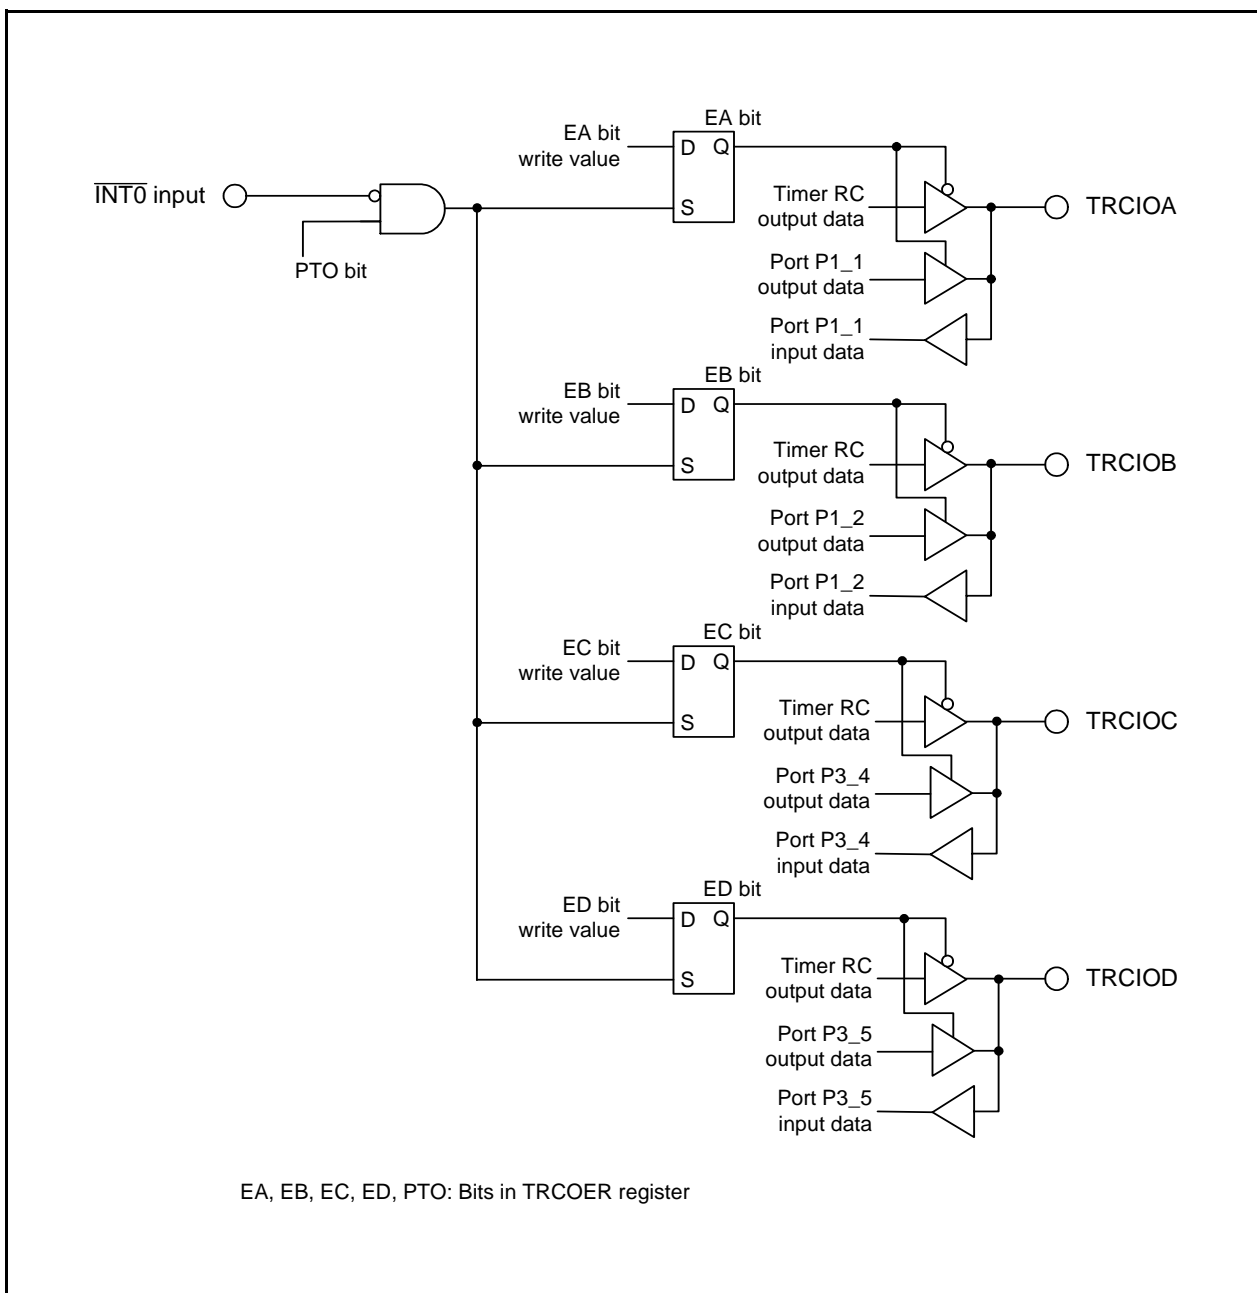 EA bit
EA bit
write value
D Q
S
INT0 input
PTO bit
Timer RC
output data
TRCIOA
Port P1_1
output data
Port P1_1
input data
EB bit
EB bit
write value
D Q
S
Timer RC
output data
TRCIOB
Port P1_2
output data
Port P1_2
input data
EC bit
EC bit
write value
D Q
S
Timer RC
output data
TRCIOC
Port P3_4
output data
Port P3_4
input data
ED bit
ED bit
write value
D Q
S
Timer RC
output data
TRCIOD
Port P3_5
output data
Port P3_5
input data
EA, EB, EC, ED, PTO: Bits in TRCOER register